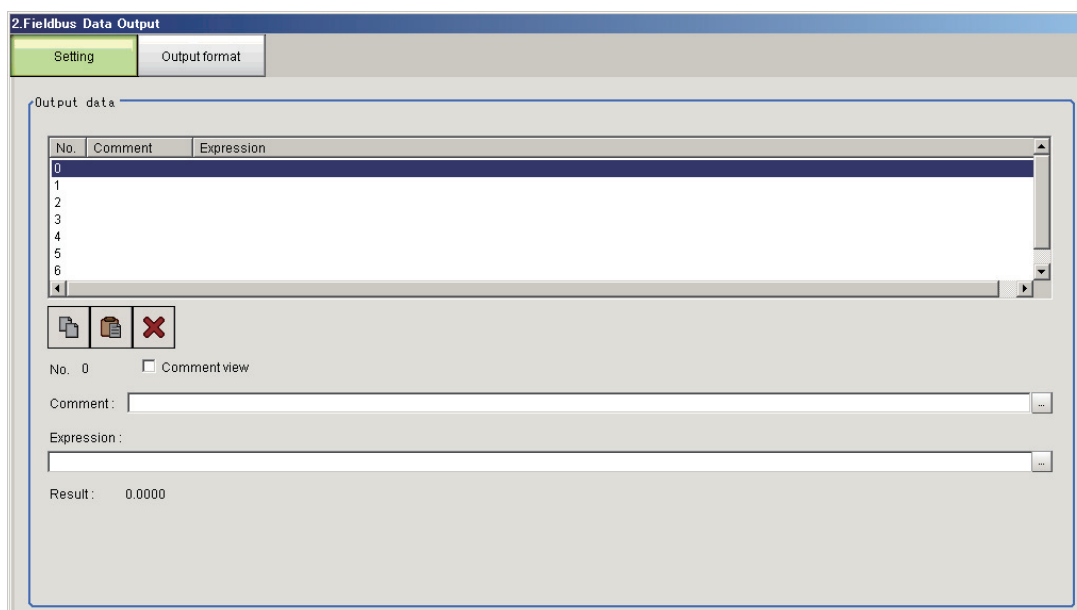 2.Fieldbus Data Output
Setting Output format
Output data
No. Comment Expression
0
1
2
3
4
5
6
No. 0 Comment view
Comment : ...
Expression :
...
Result : 0.0000